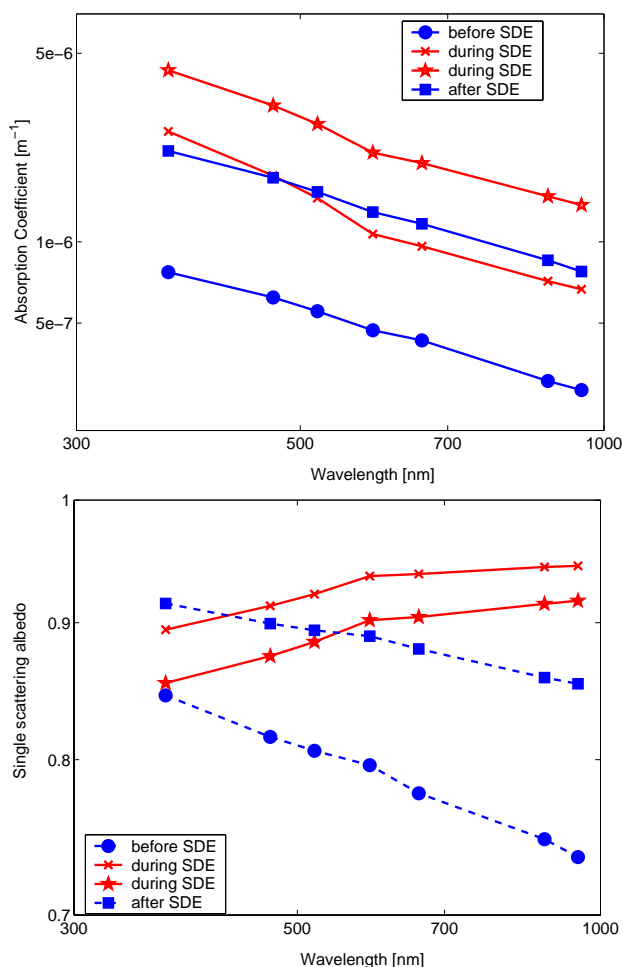 5e−6
1e−6
5e−7
Absorption Coefficient [m−1]
before SDE
during SDE
during SDE
after SDE
300
500
700
1000
Wavelength [nm]
1
0.9
0.8
0.7
Single scattering albedo
before SDE
during SDE
during SDE
after SDE
300
500
700
1000
Wavelength [nm]